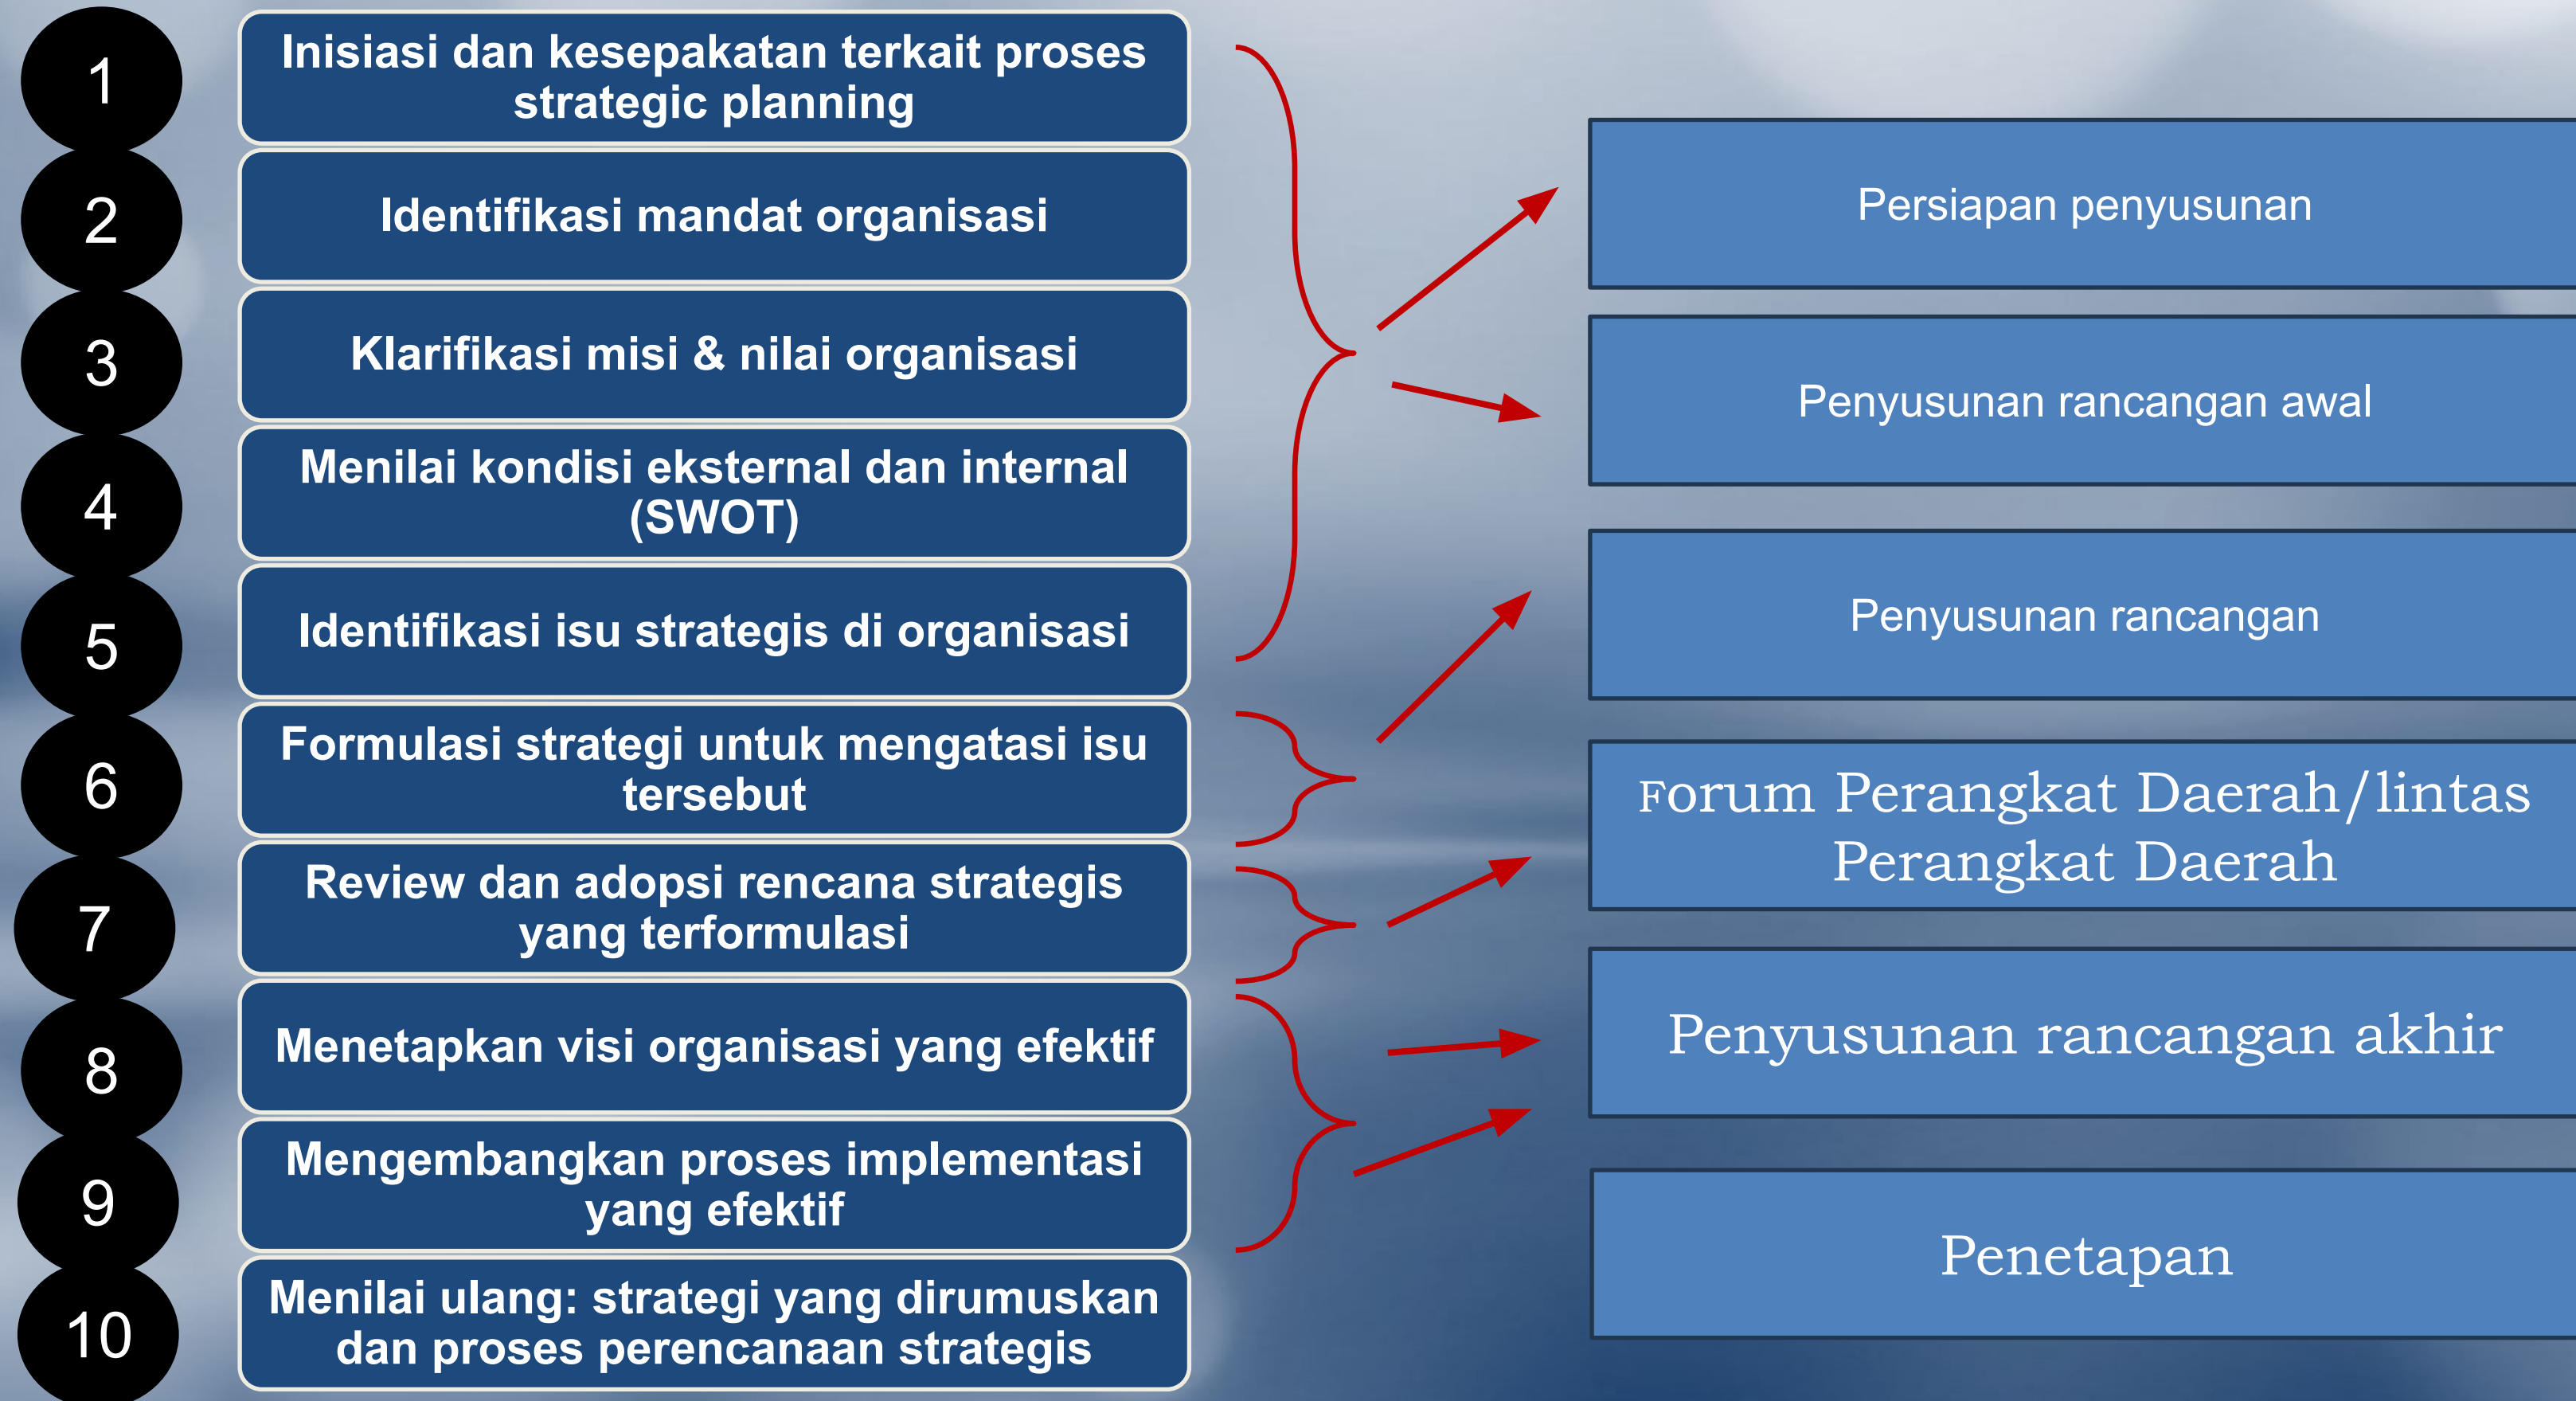 1
Inisiasi dan kesepakatan terkait proses
strategic planning
2
Identifikasi mandat organisasi
3
Klarifikasi misi & nilai organisasi
4
Menilai kondisi eksternal dan internal
(SWOT)
5
Identifikasi isu strategis di organisasi
6
Formulasi strategi untuk mengatasi isu
tersebut
7
Review dan adopsi rencana strategis
yang terformulasi
8
Menetapkan visi organisasi yang efektif
9
Mengembangkan proses implementasi
yang efektif
10
Menilai ulang: strategi yang dirumuskan
dan proses perencanaan strategis
Persiapan penyusunan
Penyusunan rancangan awal
Penyusunan rancangan
Forum Perangkat Daerah/lintas
Perangkat Daerah
Penyusunan rancangan akhir
Penetapan